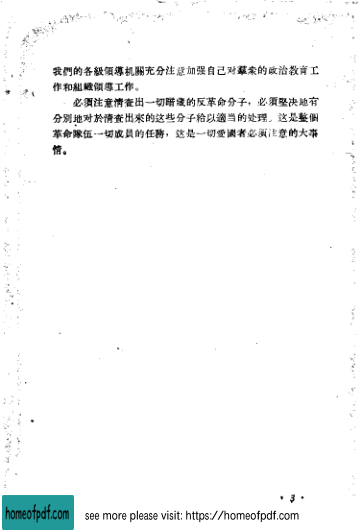 我們的各級領導机關充分注意加强自己对羣眾的政治教育工
作和組織領導工作。
必須注意清查出一切暗藏的反革命分子，必須堅决地有
分別地对於清查出來的这些分子給以適当的处理。这是整個
革命隊伍一切成員的任務，这是一切愛國者必須注意的大事
情。
• 3 •
homeofpdf.com
see more please visit: https://homeofpdf.com